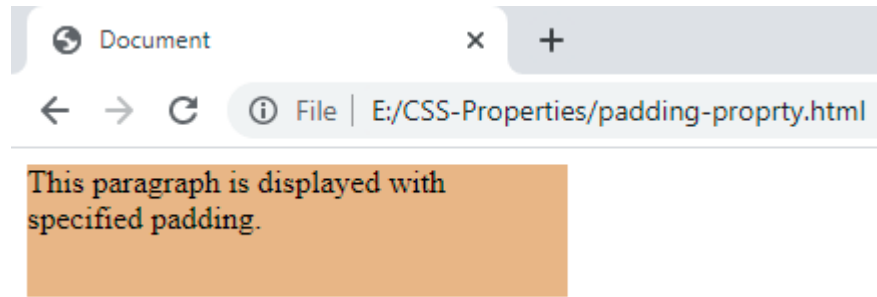 Document
File | E:/CSS-Properties/padding-proprty.html
This paragraph is displayed with
specified padding.